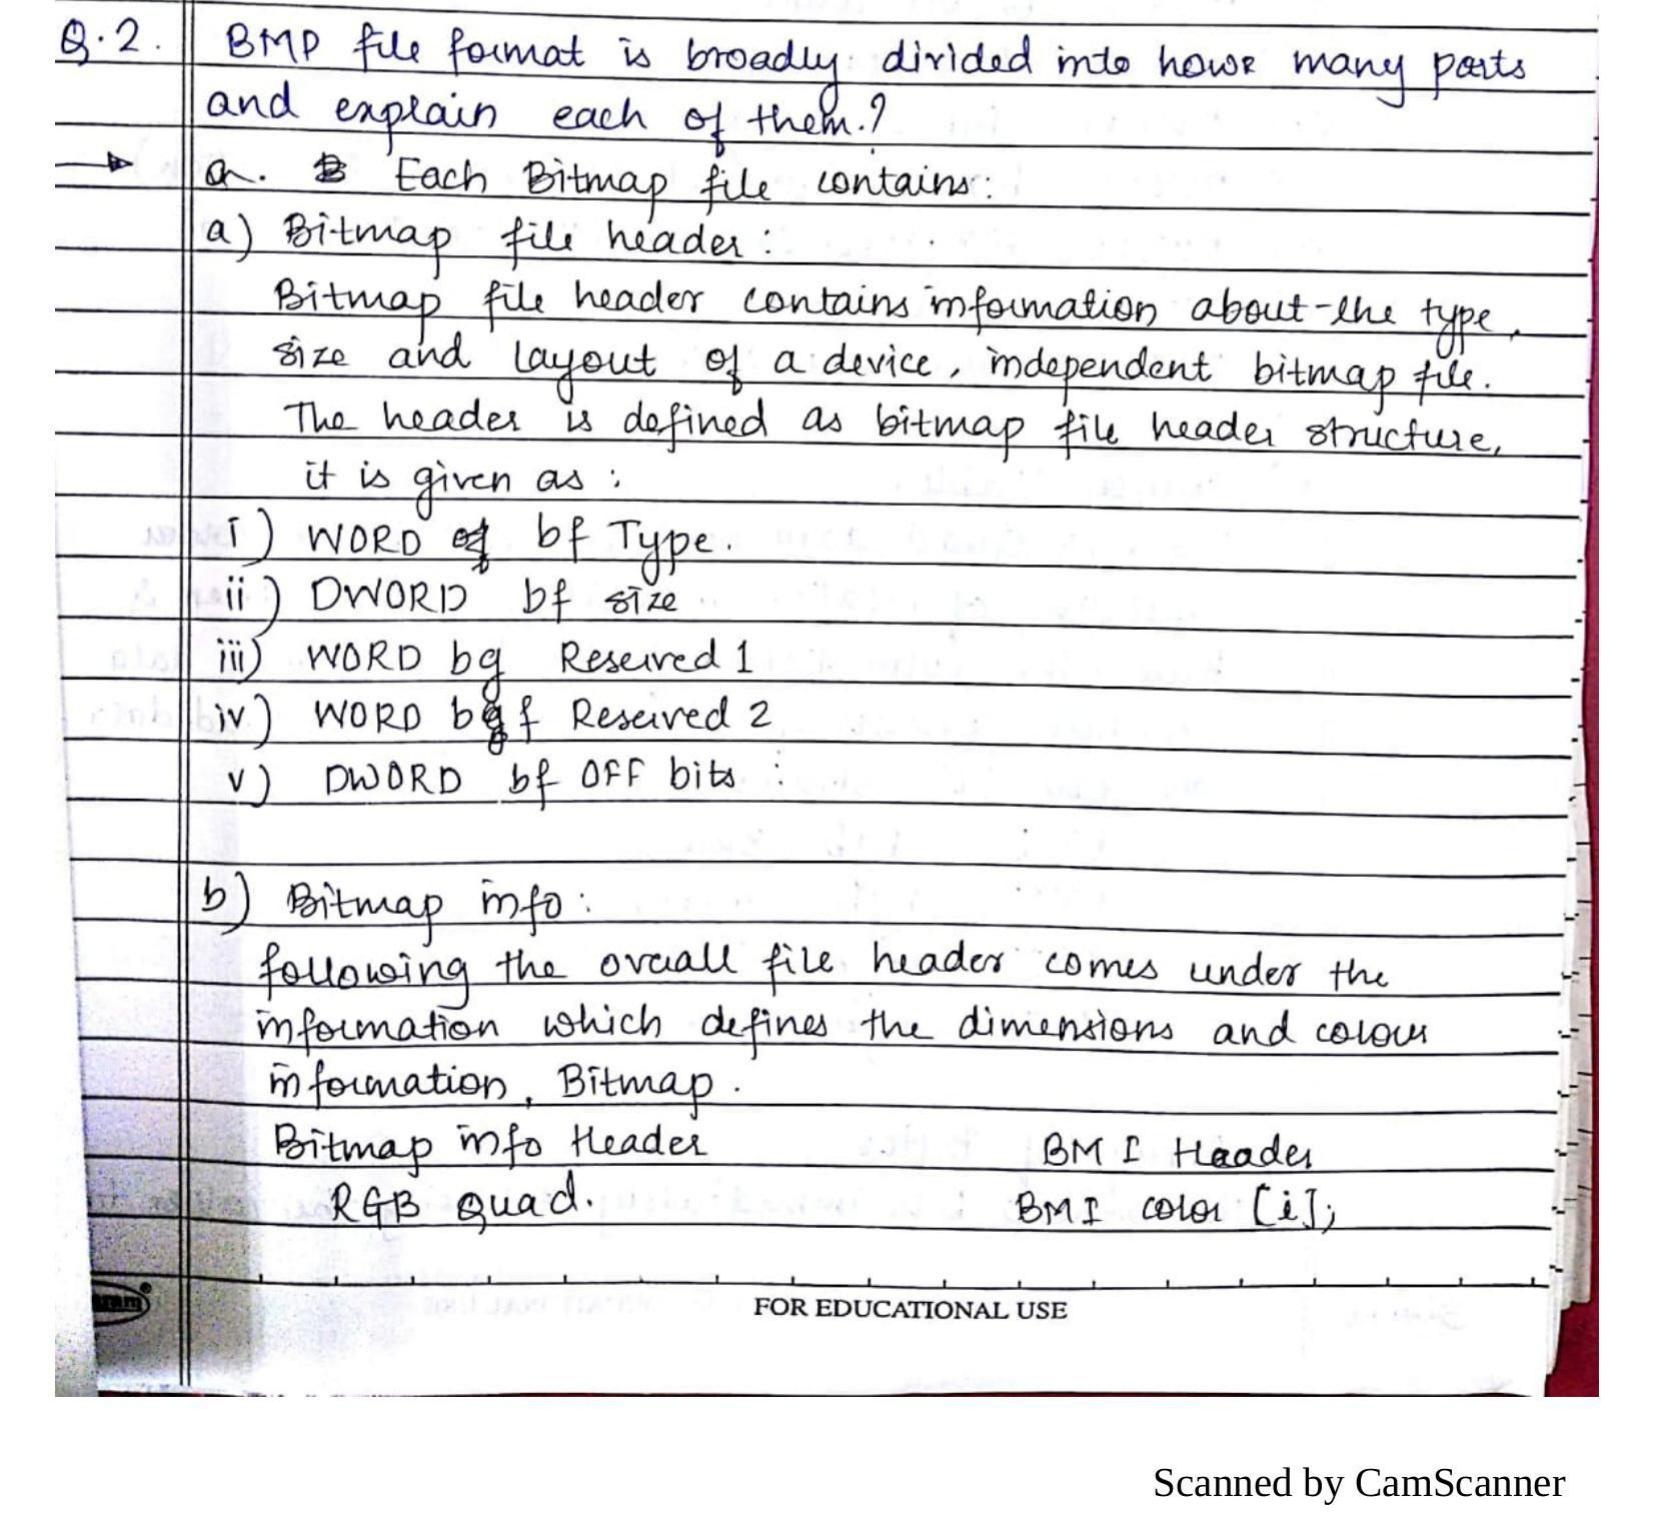 Q.2. BMP file format is broadly divided into how many parts
and explain each of them.?
a. Each Bitmap file contains:
a) Bitmap file header :
Bitmap file header contains information about the type,
size and layout of a device, independent bitmap file.
The header is defined as bitmap file header structure,
it is given as :
i) WORD bf Type.
ii) DWORD bf size
iii) WORD bg Reserved 1
iv) WORD bf Reserved 2
v) DWORD bf OFF bits :
b) Bitmap info :
following the overall file header comes under the
information which defines the dimensions and colour
information, Bitmap.
Bitmap info Header BMI Header
RGB Quad. BMI color [i];
FOR EDUCATIONAL USE
Scanned by CamScanner